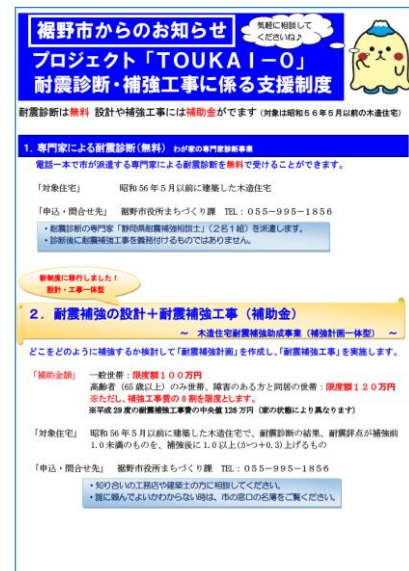 裾野市からのお知らせ
気軽に相談して
くださいね♪
プロジェクト「TOUKAI-0」
耐震診断・補強工事に係る支援制度
耐震診断は無料 設計や補強工事には補助金がでます(対象は昭和56年5月以前の木造住宅)
1.専門家による耐震診断(無料) わが家の専門家診断事業
電話一本で市が派遣する専門家による耐震診断を無料で受けることができます。
「対象住宅」 昭和56年5月以前に建築した木造住宅
「申込・問合せ先」 裾野市役所まちづくり課 TEL:055-995-1856
・耐震診断の専門家「静岡県耐震補強相談士」(281組)を派遣します。
・診断後に耐震補強工事を義務付けるものではありません。
新制度に移行しました!
設計・工事一体型
2.耐震補強の設計+耐震補強工事(補助金)
~ 木造住宅耐震補強助成事業(補強計画一体型) ~
どこをどのように補強するか検討して「耐震補強計画」を作成し、「耐震補強工事」を実施します。
「補助金額」 一般世帯:限度額100万円
高齢者(65歳以上)のみ世帯、障害のある方と同居の世帯:限度額120万円
※ただし、補強工事費の8割を限度とします。
※平成29度の耐震補強工事費の中央値128万円(家の状態により異なります)
「対象住宅」 昭和56年5月以前に建築した木造住宅で、耐震診断の結果、耐震評点が補強前
1.0未満のものを、補強後に1.0以上(かつ+0.3)上げるもの
「申込・問合せ先」 裾野市役所まちづくり課 TEL:055-995-1856
・知り合いの工務店や建築士の方に相談してください。
・誰に頼んでよいかわからない時は、市の窓口の名簿をご覧ください。